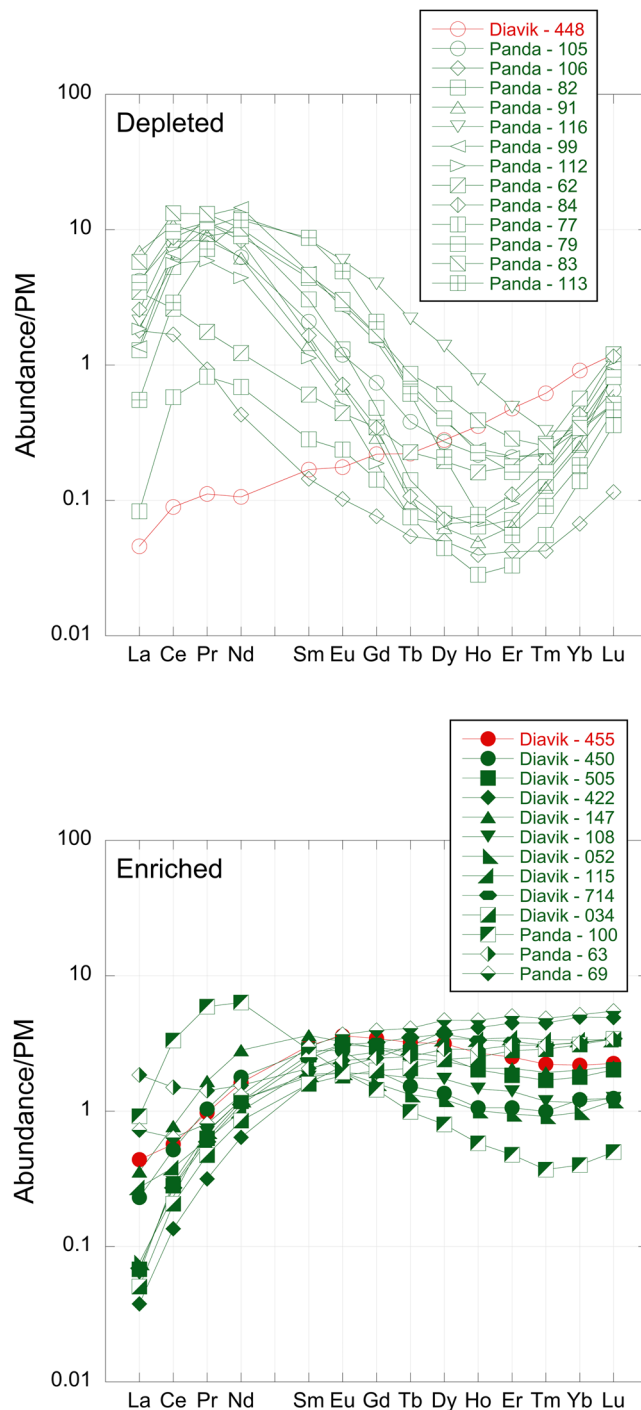 Diavik - 448
Panda - 105
Panda - 106
Panda - 82
Panda - 91
Panda - 116
Panda - 99
Panda - 112
Panda - 62
Panda - 84
Panda - 77
Panda - 79
Panda - 83
Panda - 113
100
Depleted
10
Abundance/PM
1
0.1
0.01
La Ce Pr Nd Sm Eu Gd Tb Dy Ho Er Tm Yb Lu
Diavik - 455
Diavik - 450
Diavik - 505
Diavik - 422
Diavik - 147
Diavik - 108
Diavik - 052
Diavik - 115
Diavik - 714
Diavik - 034
Panda - 100
Panda - 63
Panda - 69
100
Enriched
10
Abundance/PM
1
0.1
0.01
La Ce Pr Nd Sm Eu Gd Tb Dy Ho Er Tm Yb Lu